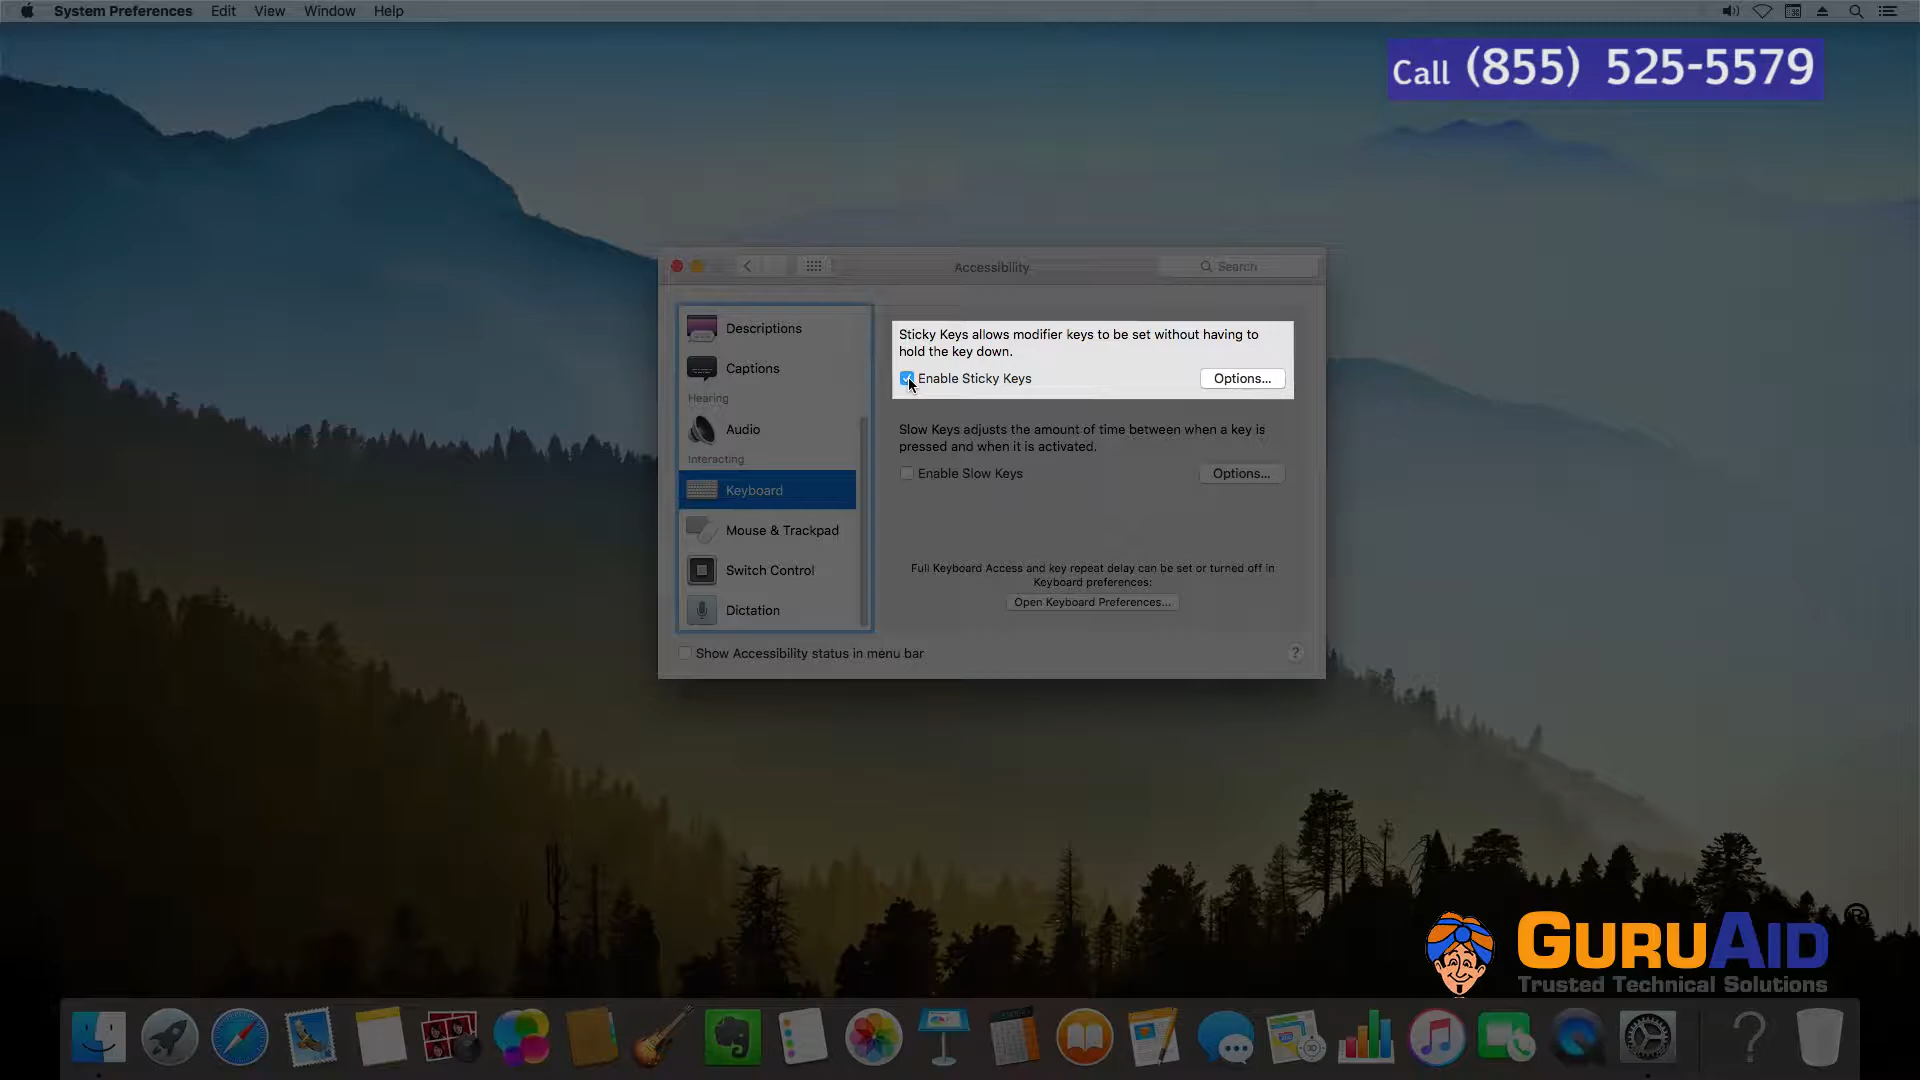 System Preferences Edit View Window Help
Call (855) 525-5579
Accessibility
Search
Descriptions
Captions
Hearing
Audio
Interacting
Keyboard
Mouse & Trackpad
Switch Control
Dictation
Sticky Keys allows modifier keys to be set without having to
hold the key down.
Enable Sticky Keys
Options...
Slow Keys adjusts the amount of time between when a key is
pressed and when it is activated.
Enable Slow Keys
Options...
Full Keyboard Access and key repeat delay can be set or turned off in
Keyboard preferences:
Open Keyboard Preferences...
Show Accessibility status in menu bar
?
GURUAID ®
Trusted Technical Solutions